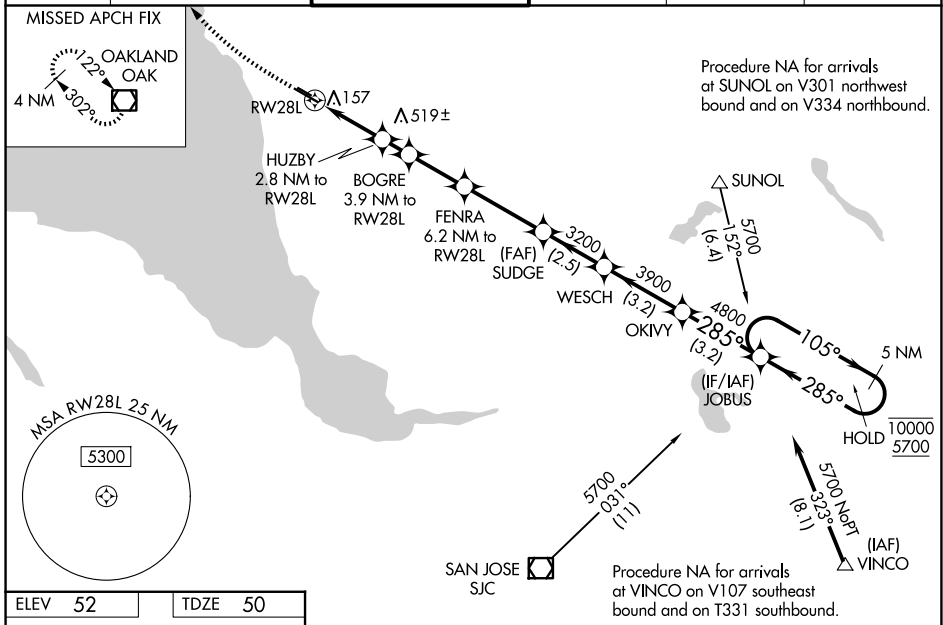 MISSED APCH FIX
OAKLAND
OAK
122°
4 NM
302°
RW28L
157
519±
Procedure NA for arrivals
at SUNOL on V301 northwest
bound and on V334 northbound.
HUZBY
2.8 NM to
RW28L
BOGRE
3.9 NM to
RW28L
FENRA
6.2 NM to
RW28L
SUNOL
5700
152°
(6.4)
(FAF)
SUDGE
3200
(2.5)
WESCH
3900
(3.2)
OKIVY
4800
285°
(3.2)
(IF/IAF)
JOBUS
105°
5 NM
285°
HOLD
10000
5700
MSA RW28L 25 NM
5300
5700
031°
(11)
5700 NoPT
323°
(8.1)
(IAF)
VINCO
SAN JOSE
SJC
Procedure NA for arrivals
at VINCO on V107 southeast
bound and on T331 southbound.
ELEV 52
TDZE 50